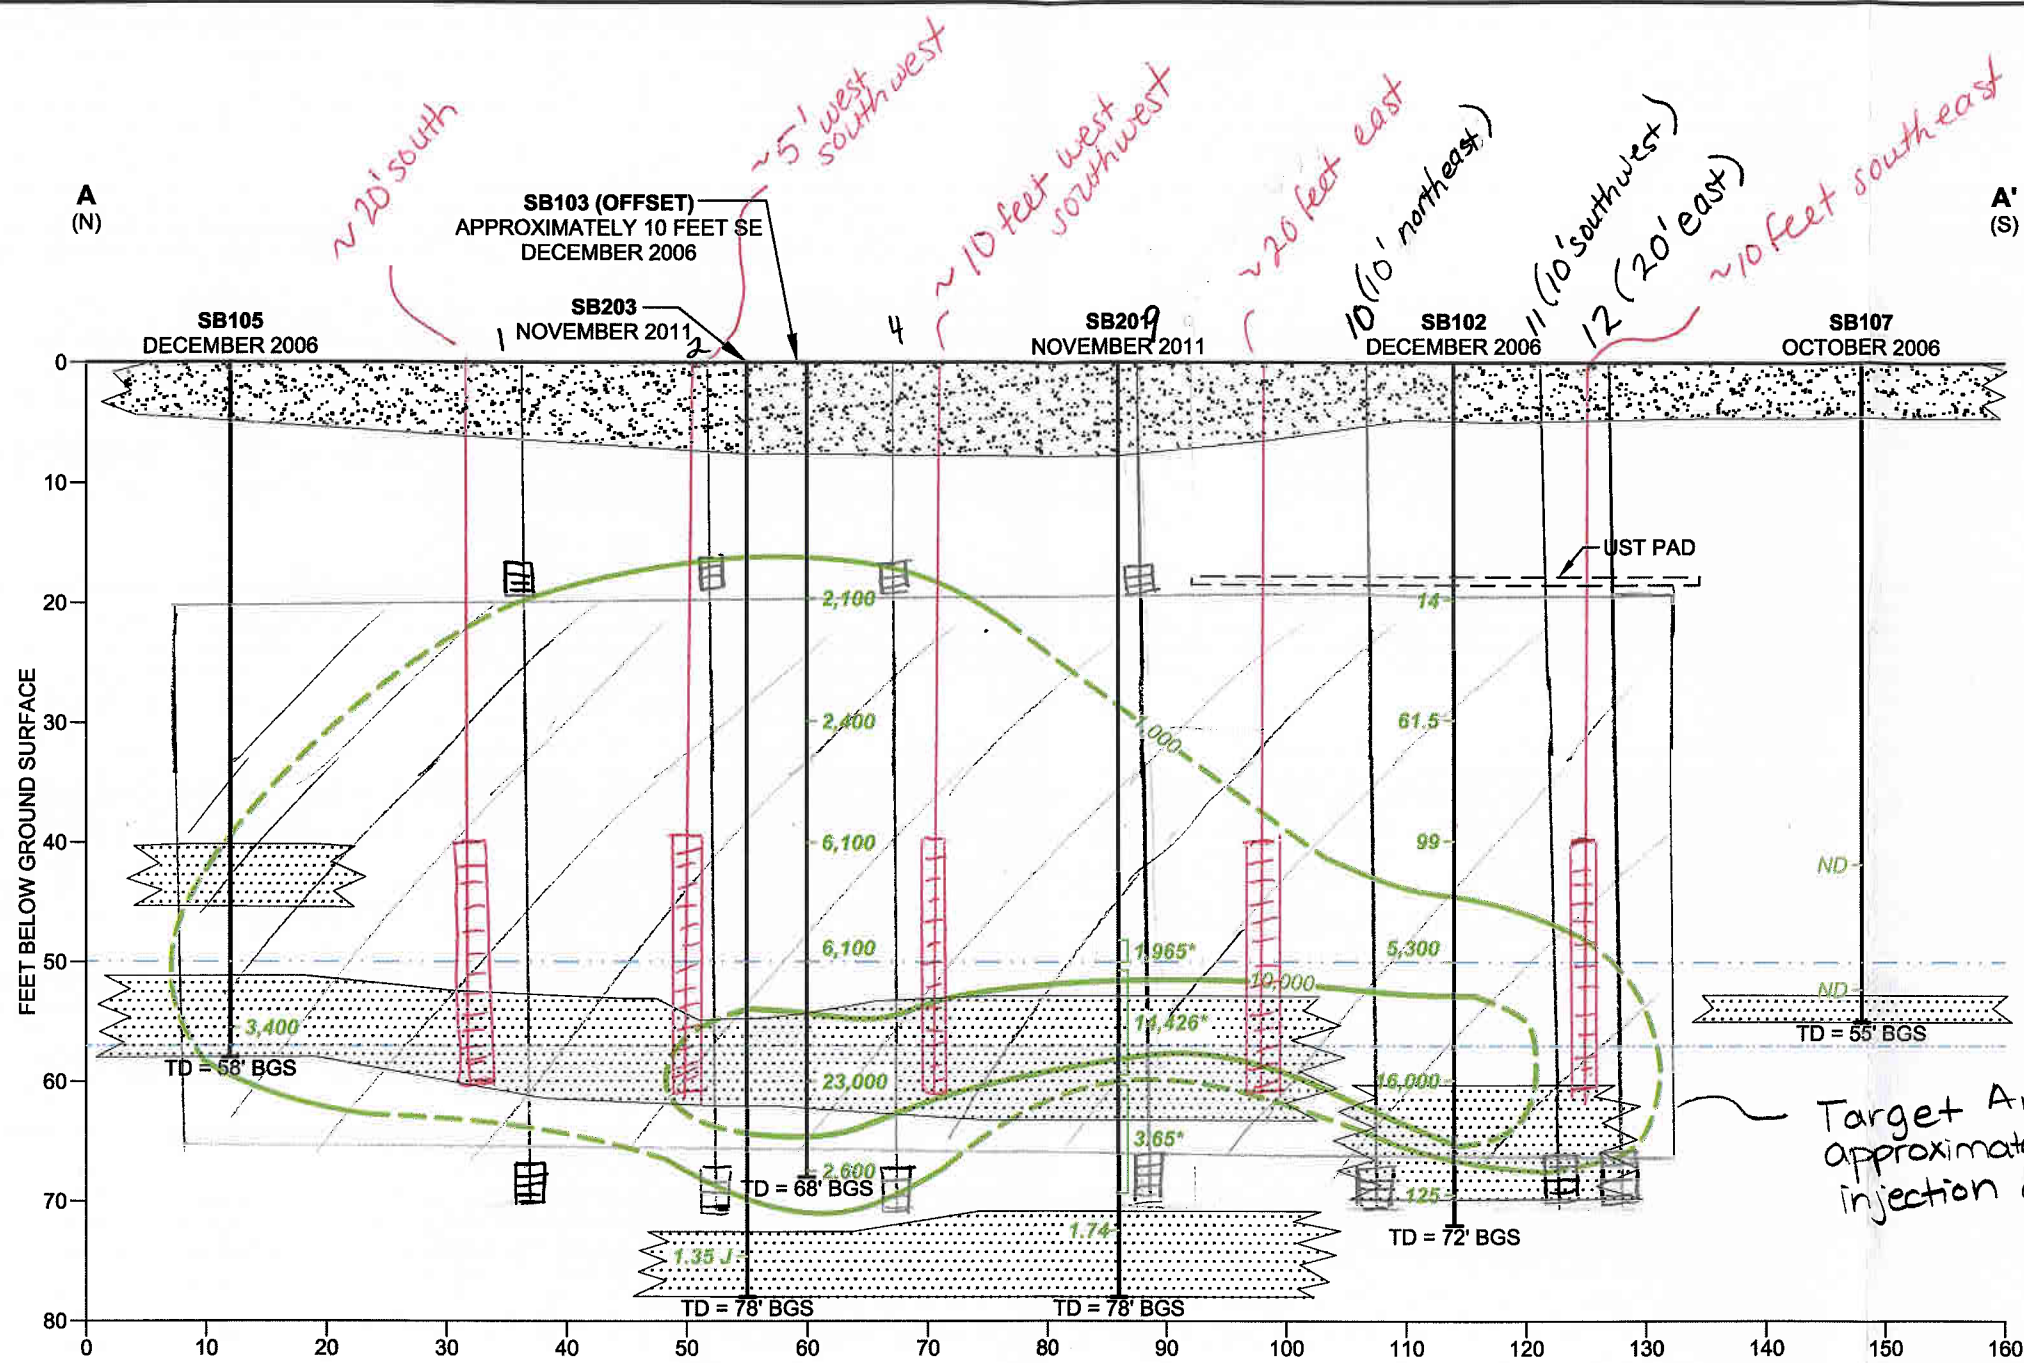 ~20' south
~5' west
southwest
~10 feet west
southwest
~20 feet east
10 (10' northeast)
11 (10' southwest)
12 (20' east)
~10 feet southeast
A
(N)
A'
(S)
SB103 (OFFSET)
APPROXIMATELY 10 FEET SE
DECEMBER 2006
SB105
DECEMBER 2006
SB203
NOVEMBER 2011
1
2
4
SB201
NOVEMBER 2011
9
SB102
DECEMBER 2006
SB107
OCTOBER 2006
FEET BELOW GROUND SURFACE
0
10
20
30
40
50
60
70
80
UST PAD
2,100
14
2,400
1,000
61.5
6,100
99
ND
6,100
1,965*
5,300
10,000
ND
3,400
14,426*
TD = 58' BGS
TD = 55' BGS
23,000
16,000
3.65*
2,600
TD = 68' BGS
125
1.35 J
1.74
TD = 72' BGS
TD = 78' BGS
TD = 78' BGS
Target
approximat
injection
0 10 20 30 40 50 60 70 80 90 100 110 120 130 140 150 160